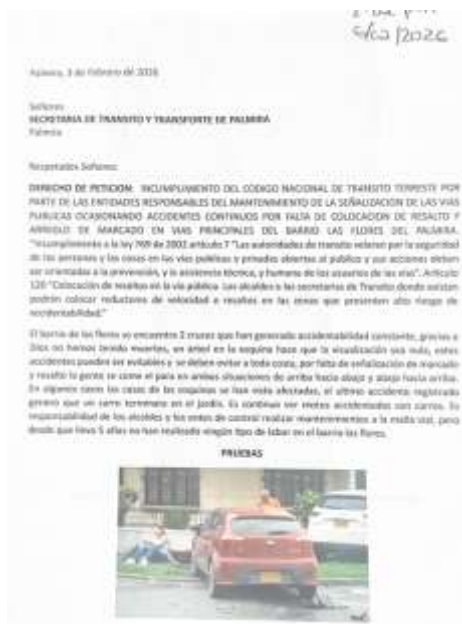 6/02/2026
Palmira, 3 de Febrero de 2026
Señores
SECRETARIA DE TRANSITO Y TRANSPORTE DE PALMIRA
Palmira
Respetados Señores:
DERECHO DE PETICION: INCUMPLIMIENTO DEL CODIGO NACIONAL DE TRANSITO TERRESTE POR
PARTE DE LAS ENTIDADES RESPONSABLES DEL MANTENIMIENTO DE LA SEÑALIZACION DE LAS VIAS
PUBLICAS OCASIONANDO ACCIDENTES CONTINUOS POR FALTA DE COLOCACION DE RESALTO Y
ARREGLO DE MARCADO EN VIAS PRINCIPALES DEL BARRIO LAS FLORES DEL PALMIRA.
"Incumplimiento a la ley 769 de 2002 articulo 7 "Las autoridades de transito velaran por la seguridad
de las personas y las cosas en las vias publicas y privadas abiertas al publico y sus acciones deben
ser orientadas a la prevención, y la asistencia técnica, y humana de los usuarios de las vias". Articulo
120 "Colocación de resaltos en la via publica. Los alcaldes o las secretarias de Transito donde existan
podrán colocar reductores de velocidad o resaltos en las zonas que presenten alto riesgo de
accidentabilidad."
El barrio de las flores se encuentra 2 cruces que han generado accidentabilidad constante, gracias a
Dios no hemos tenido muertes, un árbol en la esquina hace que la visualización sea nula, estos
accidentes pueden ser evitables y se deben evitar a toda costa, por falta de señalización de marcado
y resalto la gente se come el pare en ambas situaciones de arriba hacia abajo y abajo hacia arriba.
En algunos casos las casas de las esquinas se han visto afectadas, el ultimo accidente registrado
genero que un carro terminara en el jardín. Es continuo ver motos accidentadas con carros. Es
responsabilidad de los alcaldes y los entes de control realizar mantenimientos a la malla vial, pero
desde que llevo 5 años no han realizado ningún tipo de labor en el barrio las flores.
PRUEBAS